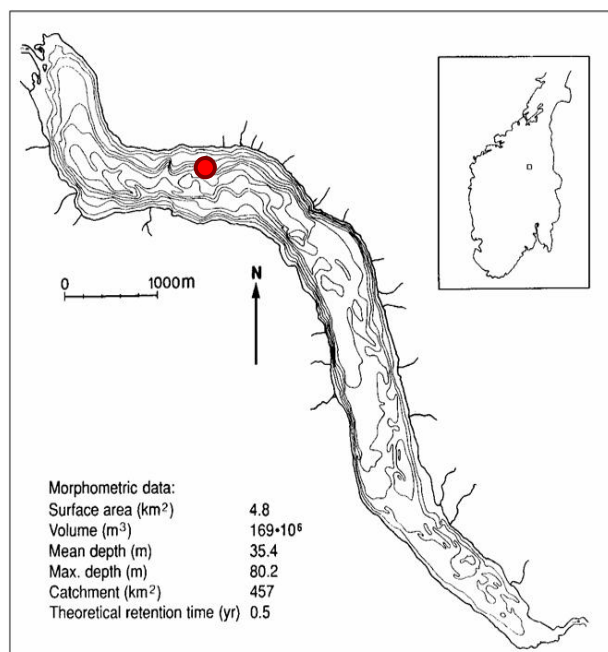 0 1000m
N
Morphometric data:
Surface area (km²) 4.8
Volume (m³) 169•10⁶
Mean depth (m) 35.4
Max. depth (m) 80.2
Catchment (km²) 457
Theoretical retention time (yr) 0.5